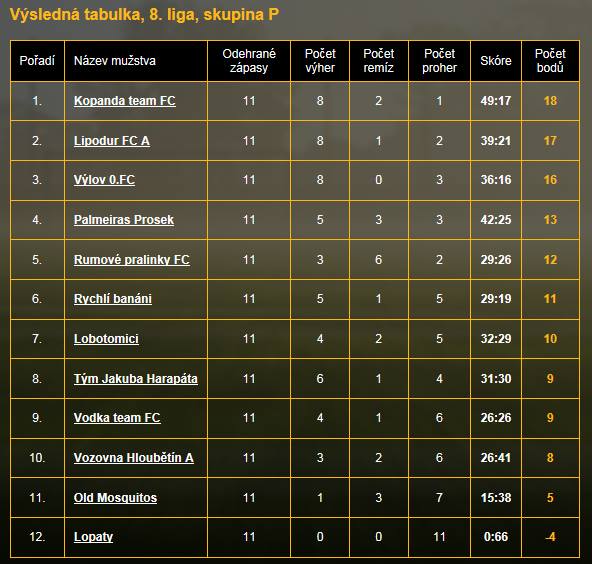 Výsledná tabulka, 8. liga, skupina P
Pořadí Název mužstva Odehrané zápasy Počet výher Počet remíz Počet proher Skóre Počet bodů
1. Kopanda team FC 11 8 2 1 49:17 18
2. Lipodur FC A 11 8 1 2 39:21 17
3. Výlov 0.FC 11 8 0 3 36:16 16
4. Palmeiras Prosek 11 5 3 3 42:25 13
5. Rumové pralinky FC 11 3 6 2 29:26 12
6. Rychlí banáni 11 5 1 5 29:19 11
7. Lobotomici 11 4 2 5 32:29 10
8. Tým Jakuba Harapáta 11 6 1 4 31:30 9
9. Vodka team FC 11 4 1 6 26:26 9
10. Vozovna Hloubětín A 11 3 2 6 26:41 8
11. Old Mosquitos 11 1 3 7 15:38 5
12. Lopaty 11 0 0 11 0:66 -4